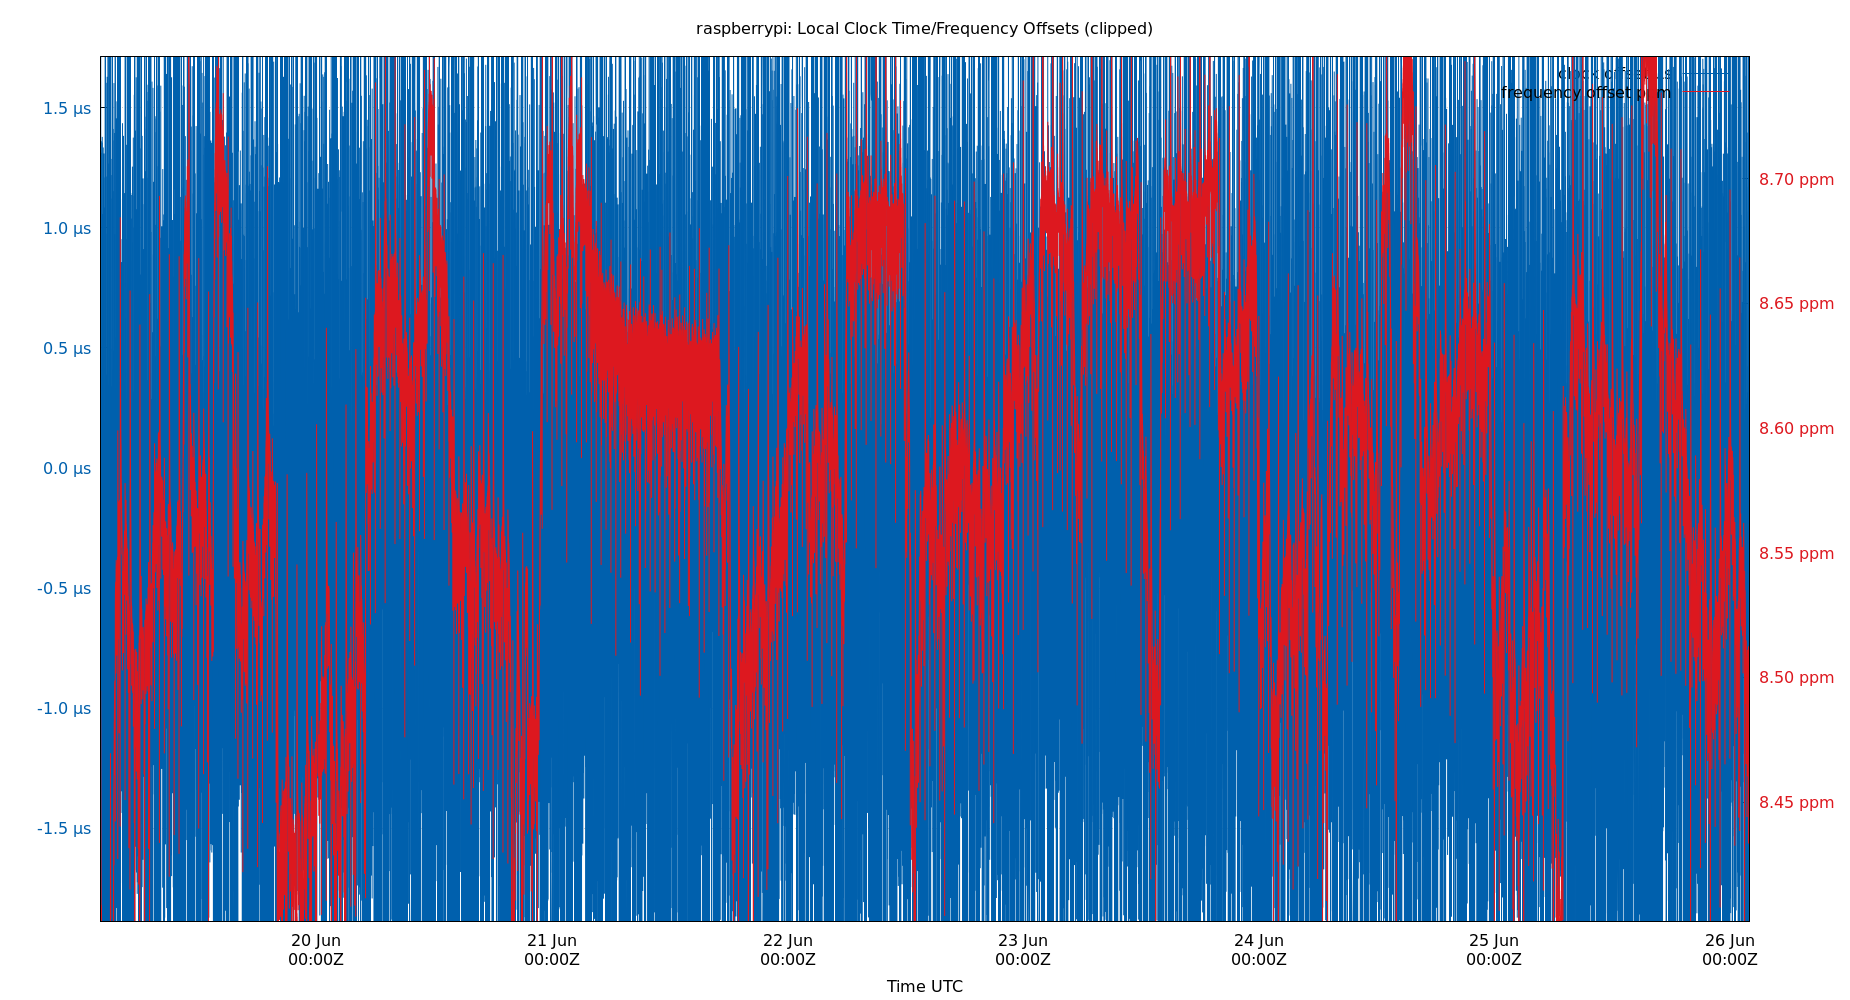 raspberrypi: Local Clock Time/Frequency Offsets (clipped)
clock offset
frequency offset ppm
1.5 µs
1.0 µs
0.5 µs
0.0 µs
-0.5 µs
-1.0 µs
-1.5 µs
8.70 ppm
8.65 ppm
8.60 ppm
8.55 ppm
8.50 ppm
8.45 ppm
20 Jun 21 Jun 22 Jun 23 Jun 24 Jun 25 Jun 26 Jun
00:00Z 00:00Z 00:00Z 00:00Z 00:00Z 00:00Z 00:00Z
Time UTC